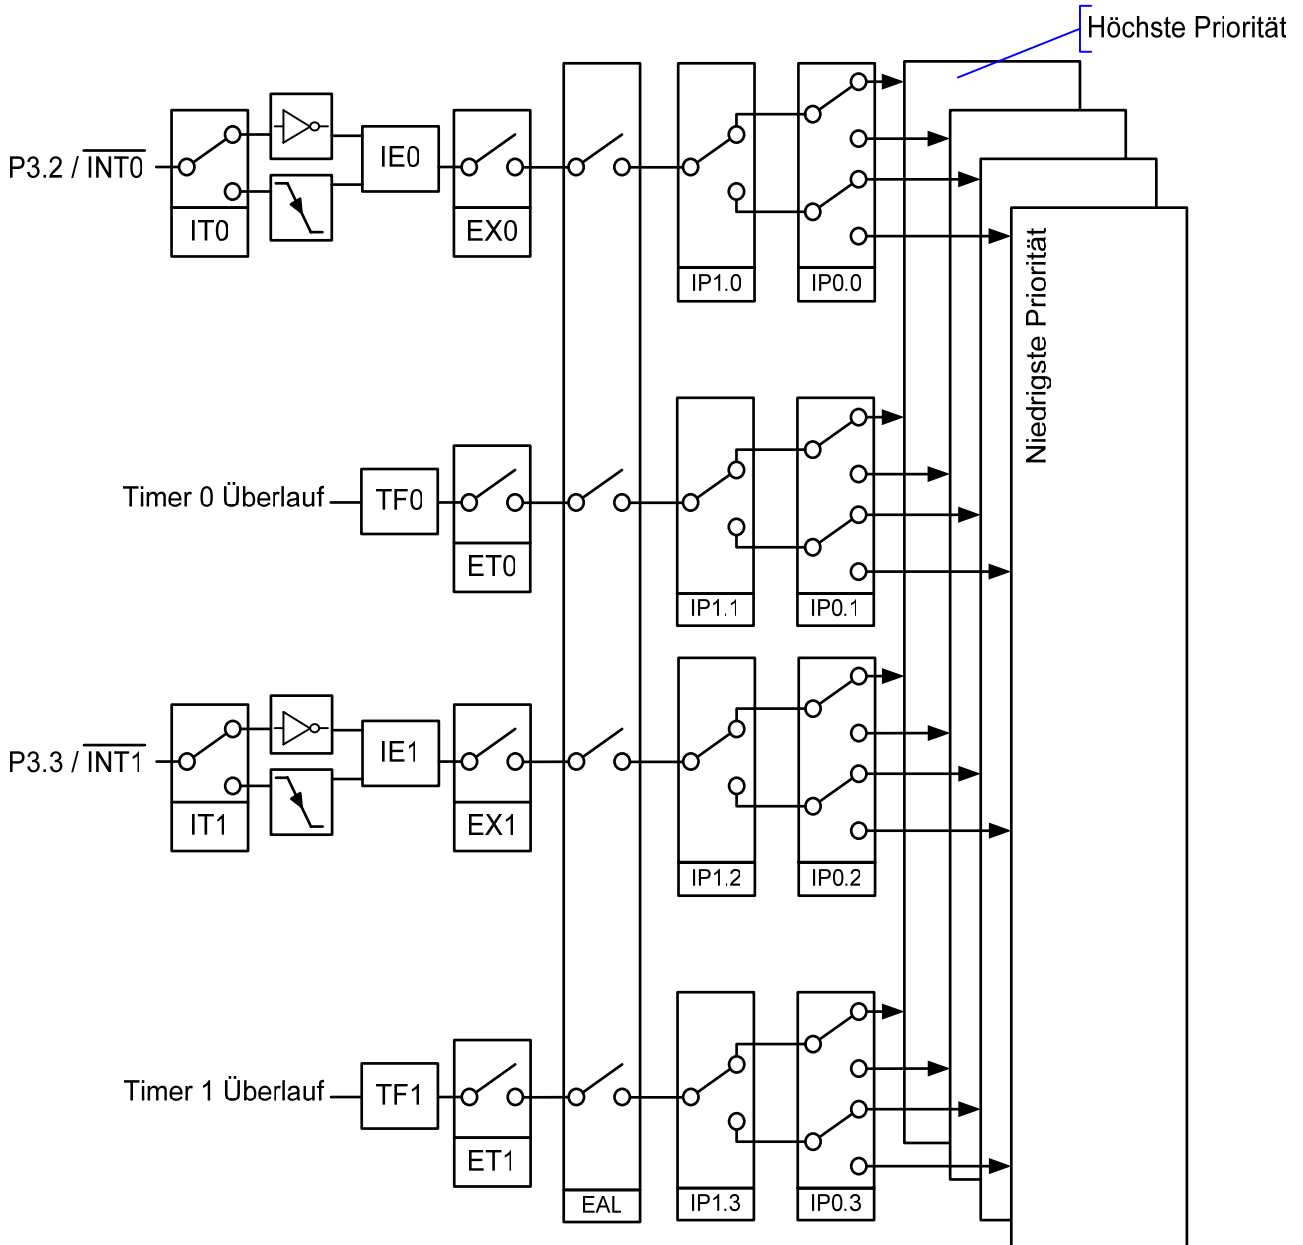 Höchste Priorität
P3.2 / INT0
IT0
IE0
EX0
IP1.0
IP0.0
Niedrigste Priorität
Timer 0 Überlauf
TF0
ET0
IP1.1
IP0.1
P3.3 / INT1
IT1
IE1
EX1
IP1.2
IP0.2
Timer 1 Überlauf
TF1
ET1
EAL
IP1.3
IP0.3